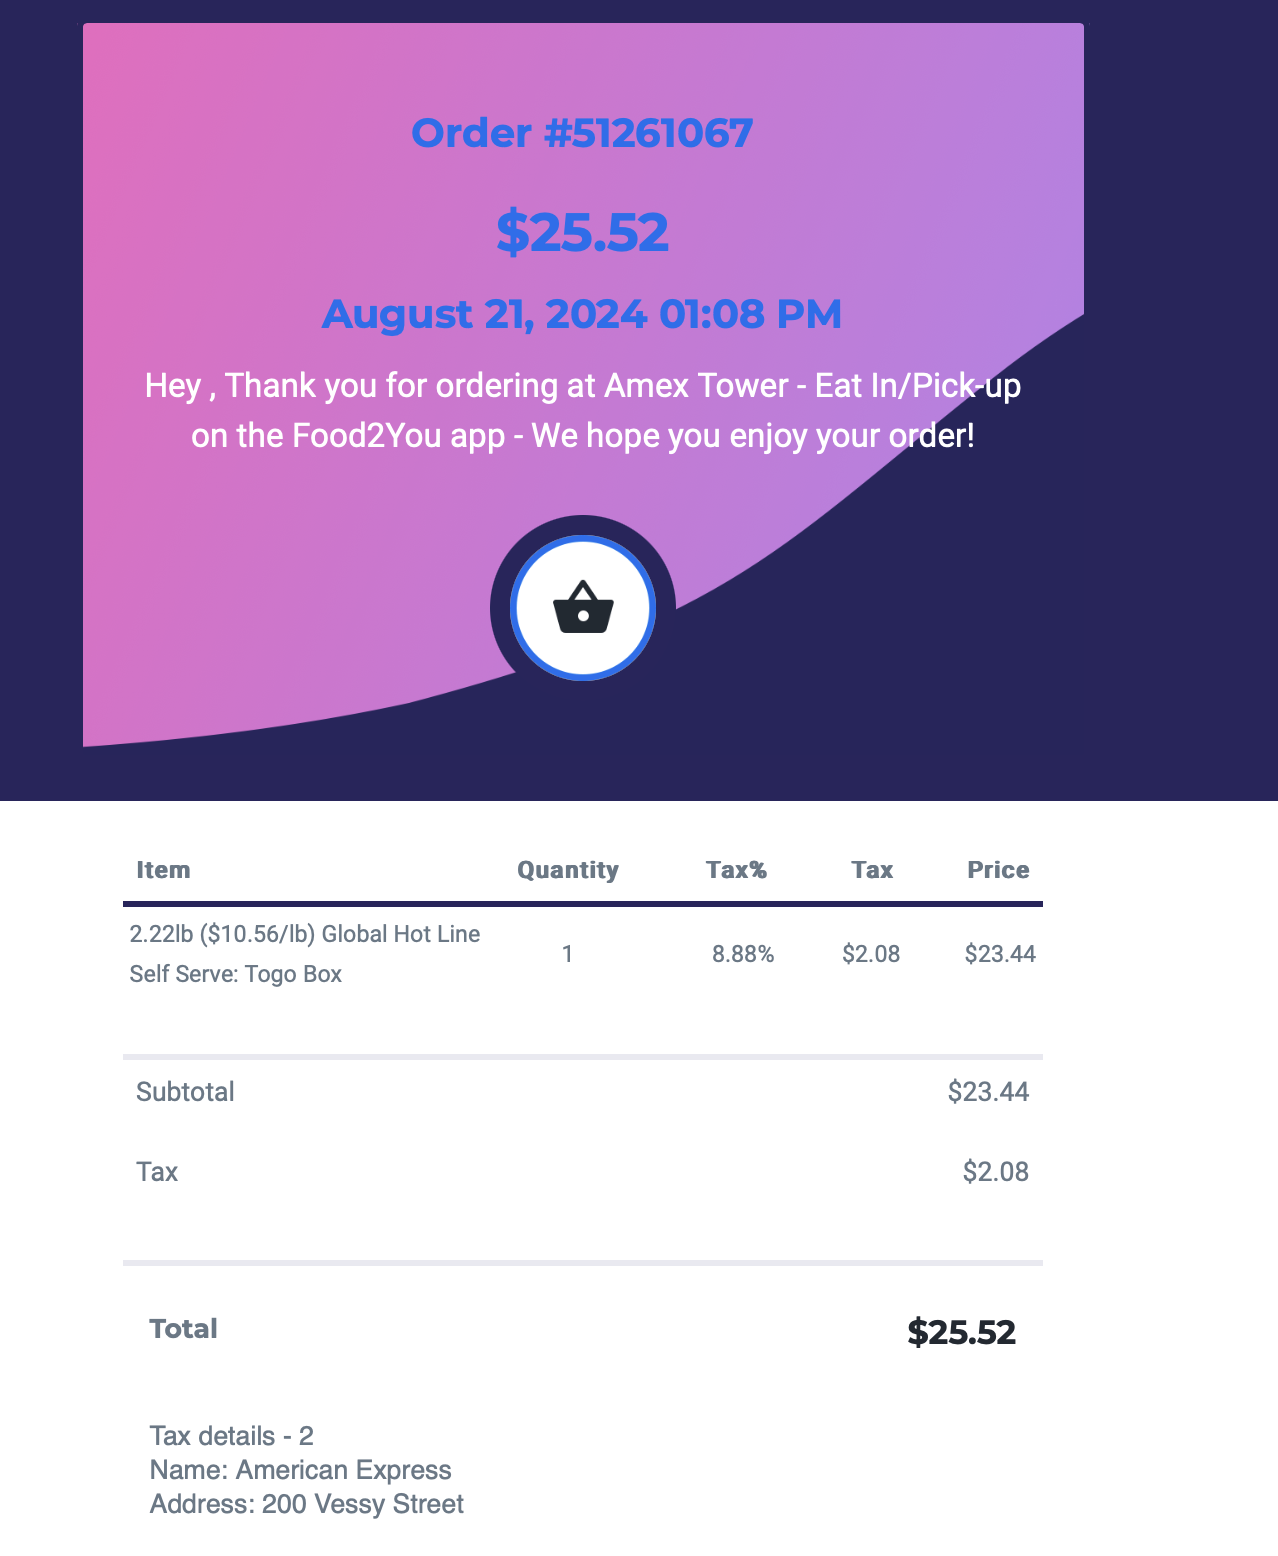 Order #51261067
$25.52
August 21, 2024 01:08 PM
Hey , Thank you for ordering at Amex Tower - Eat In/Pick-up
on the Food2You app - We hope you enjoy your order!
Item Quantity Tax% Tax Price
2.22lb ($10.56/lb) Global Hot Line
Self Serve: Togo Box
1 8.88% $2.08 $23.44
Subtotal $23.44
Tax $2.08
Total $25.52
Tax details - 2
Name: American Express
Address: 200 Vessy Street